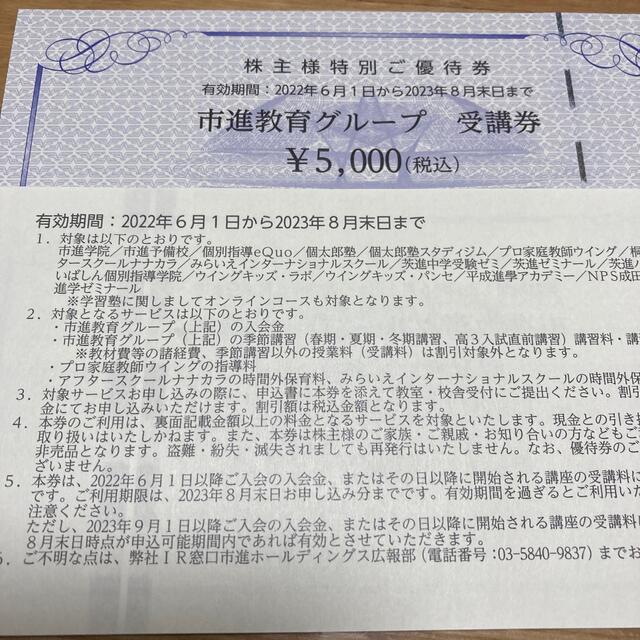 株主様特別ご優待券
有効期間：2022年６月１日から2023年８月末日まで
市進教育グループ　受講券
￥5,000(税込)
有効期間：2022年６月１日から2023年８月末日まで
１．対象は以下のとおりです。
市進学院／市進予備校／個別指導eQuo／個太郎塾／個太郎塾スタディジム／プロ家庭教師ウイング／桐
タースクールナナカラ／みらえいインターナショナルスクール／茨進中学受験ゼミ／茨進ゼミナール／茨進ハ
いばしん個別指導学院／ウイングキッズ・ラボ／ウイングキッズ・パンセ／平成進學アカデミー／NPS成田
進学ゼミナール
※学習塾に関しましてオンラインコースも対象となります。
２．対象となるサービスは以下のとおりです。
・市進教育グループ（上記）の入会金
・市進教育グループ（上記）の季節講習（春期・夏期・冬期講習、高３入試直前講習）講習料・講
※教材費等の諸経費、季節講習以外の授業料（受講料）は割引対象外となります。
・プロ家庭教師ウイングの指導料
・アフタースクールナナカラの時間外保育料、みらいえインターナショナルスクールの時間外保
３．対象サービスお申し込みの際に、申込書に本券を添えて教室・校舎受付にご提出ください。割引
金にてお申し込みいただけます。割引額は税込金額となります。
４．本券のご利用は、裏面記載金額以上の料金となるサービスを対象といたします。現金との引き
取り扱いはいたしかねます。また、本券は株主様のご家族・ご親戚・お知り合いの方などもご
非売品となります。盗難・紛失・滅失されましても再発行はいたしません。なお、優待券のご
ざいません。
５．本券は、2022年６月１日以降ご入会の入会金、またはその日以降に開始される講座の受講料に
です。ご利用期限は、2023年８月末日お申し込み分までです。有効期間を過ぎるとご利用いた
注意ください。
ただし、2023年９月１日以降ご入会の入会金、またはその日以降に開始される講座の受講料
８月末日時点が申込可能期間内であれば有効とさせていただきます。
６．ご不明な点は、弊社ＩＲ窓口市進ホールディングス広報部（電話番号：03-5840-9837）までお